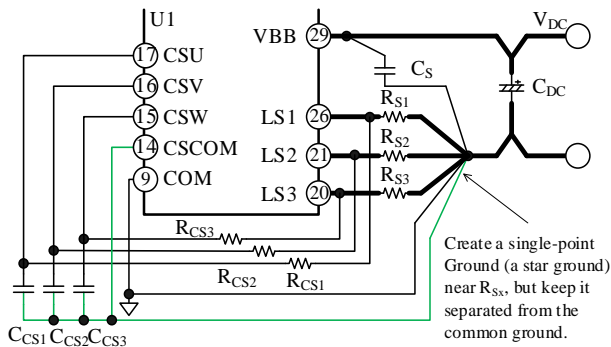 U1
17 CSU
16 CSV
15 CSW
14 CSCOM
9 COM
VBB 29
LS1 26
LS2 21
LS3 20
VDC
CS
CDC
RS1
RS2
RS3
RCS3
RCS2
RCS1
CCS1 CCS2 CCS3
Create a single-point
Ground (a star ground)
near RSx, but keep it
separated from the
common ground.